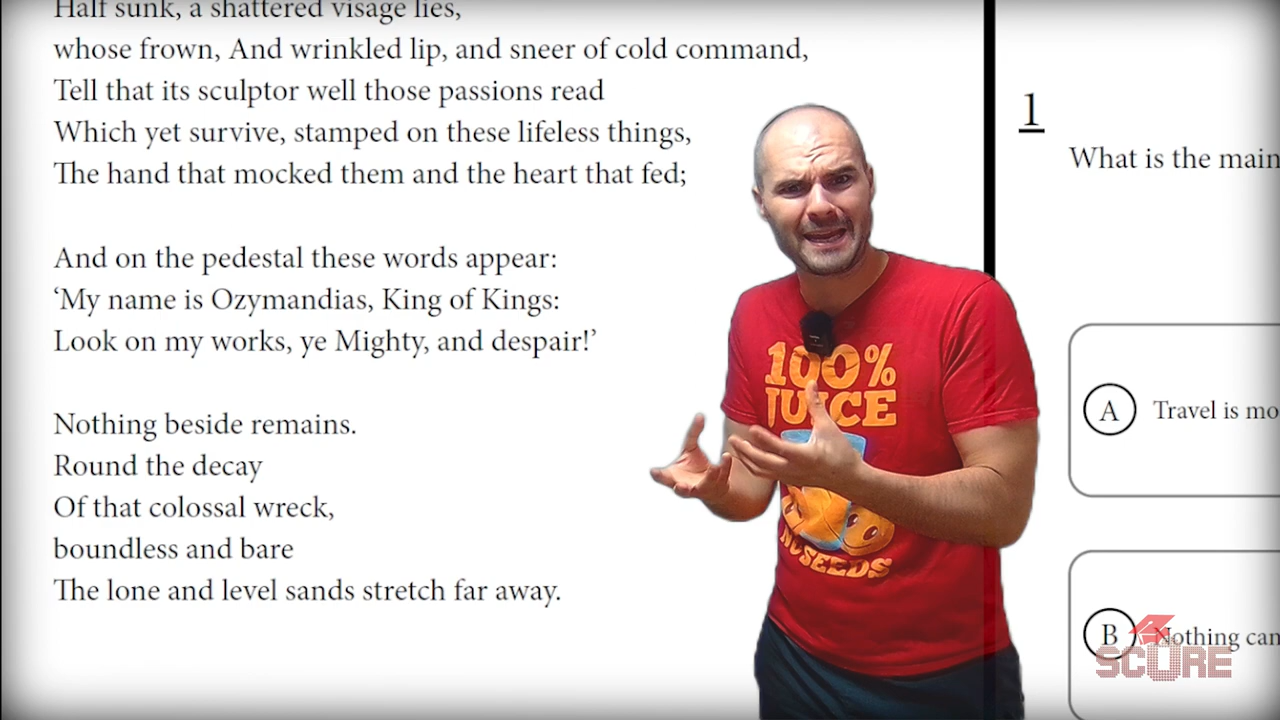 Half sunk, a shattered visage lies,
whose frown, And wrinkled lip, and sneer of cold command,
Tell that its sculptor well those passions read
Which yet survive, stamped on these lifeless things,
The hand that mocked them and the heart that fed;
And on the pedestal these words appear:
‘My name is Ozymandias, King of Kings:
Look on my works, ye Mighty, and despair!’
Nothing beside remains.
Round the decay
Of that colossal wreck,
boundless and bare
The lone and level sands stretch far away.
100%
JUICE
NO SEEDS
1
What is the main
A Travel is mo
B Nothing can
SCORE